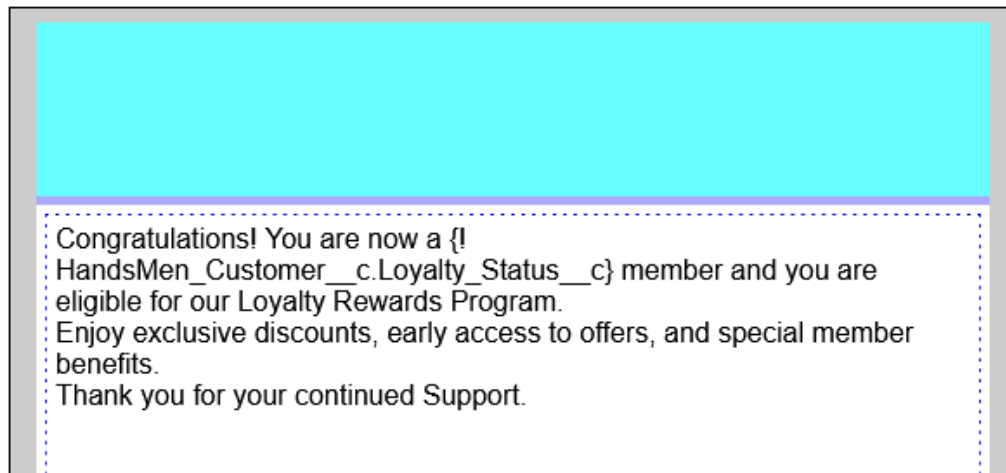 Congratulations! You are now a {!
HandsMen_Customer__c.Loyalty_Status__c} member and you are
eligible for our Loyalty Rewards Program.
Enjoy exclusive discounts, early access to offers, and special member
benefits.
Thank you for your continued Support.